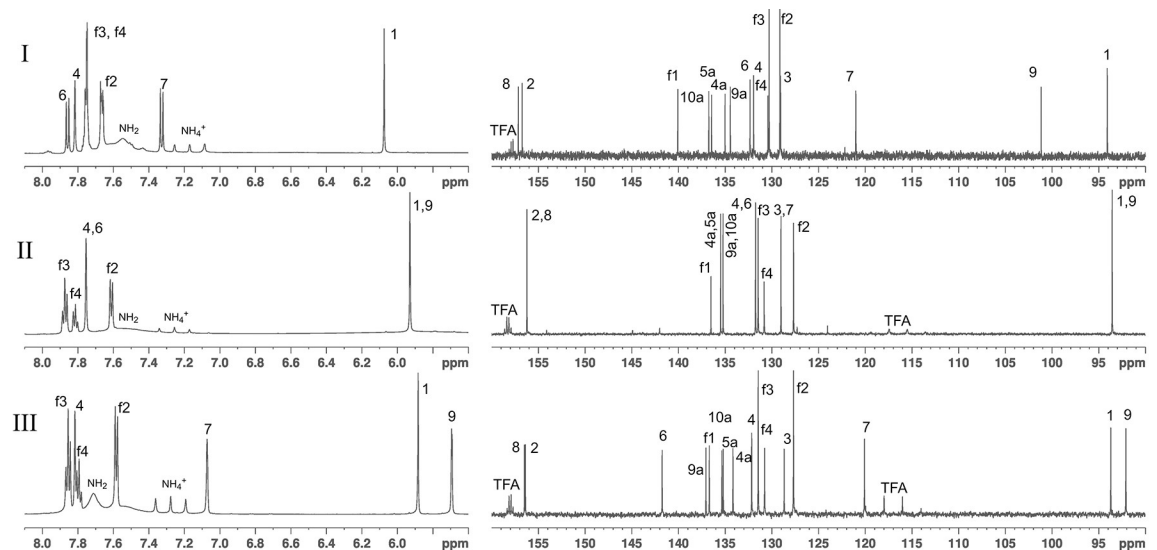 I
6
4
f3, f4
f2
NH₂
7
NH₄⁺
1
8.0 7.8 7.6 7.4 7.2 7.0 6.8 6.6 6.4 6.2 6.0 ppm
TFA
8
2
f1
10a
5a
4a
9a
6
4
f4
f3
f2
3
7
9
1
155 150 145 140 135 130 125 120 115 110 105 100 95 ppm
II
f3
f4
4,6
f2
NH₂
NH₄⁺
1,9
8.0 7.8 7.6 7.4 7.2 7.0 6.8 6.6 6.4 6.2 6.0 ppm
TFA
2,8
f1
4a,5a
9a,10a
4,6
f3
f4
3,7
f2
TFA
1,9
155 150 145 140 135 130 125 120 115 110 105 100 95 ppm
III
f3
4
f4
NH₂
f2
NH₄⁺
7
1
9
8.0 7.8 7.6 7.4 7.2 7.0 6.8 6.6 6.4 6.2 6.0 ppm
TFA
8
2
6
9a
f1
10a
5a
4a
4
f4
f3
3
f2
7
TFA
1
9
155 150 145 140 135 130 125 120 115 110 105 100 95 ppm